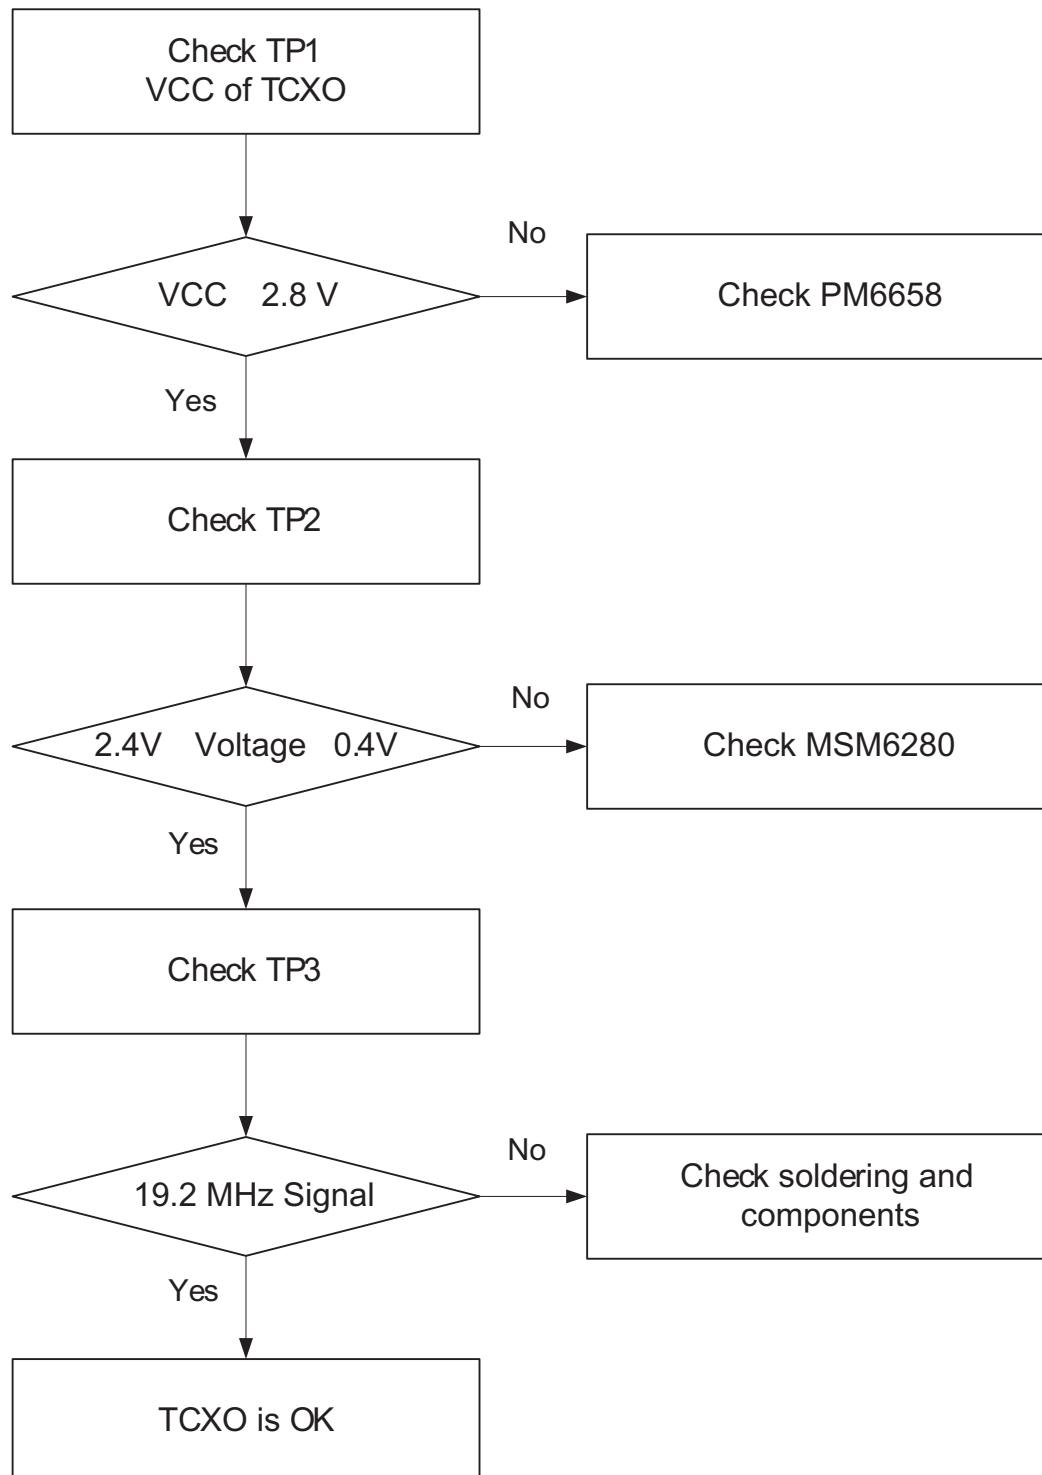 Check TP1
VCC of TCXO
VCC 2.8 V
No
Check PM6658
Yes
Check TP2
2.4V Voltage 0.4V
No
Check MSM6280
Yes
Check TP3
19.2 MHz Signal
No
Check soldering and
components
Yes
TCXO is OK